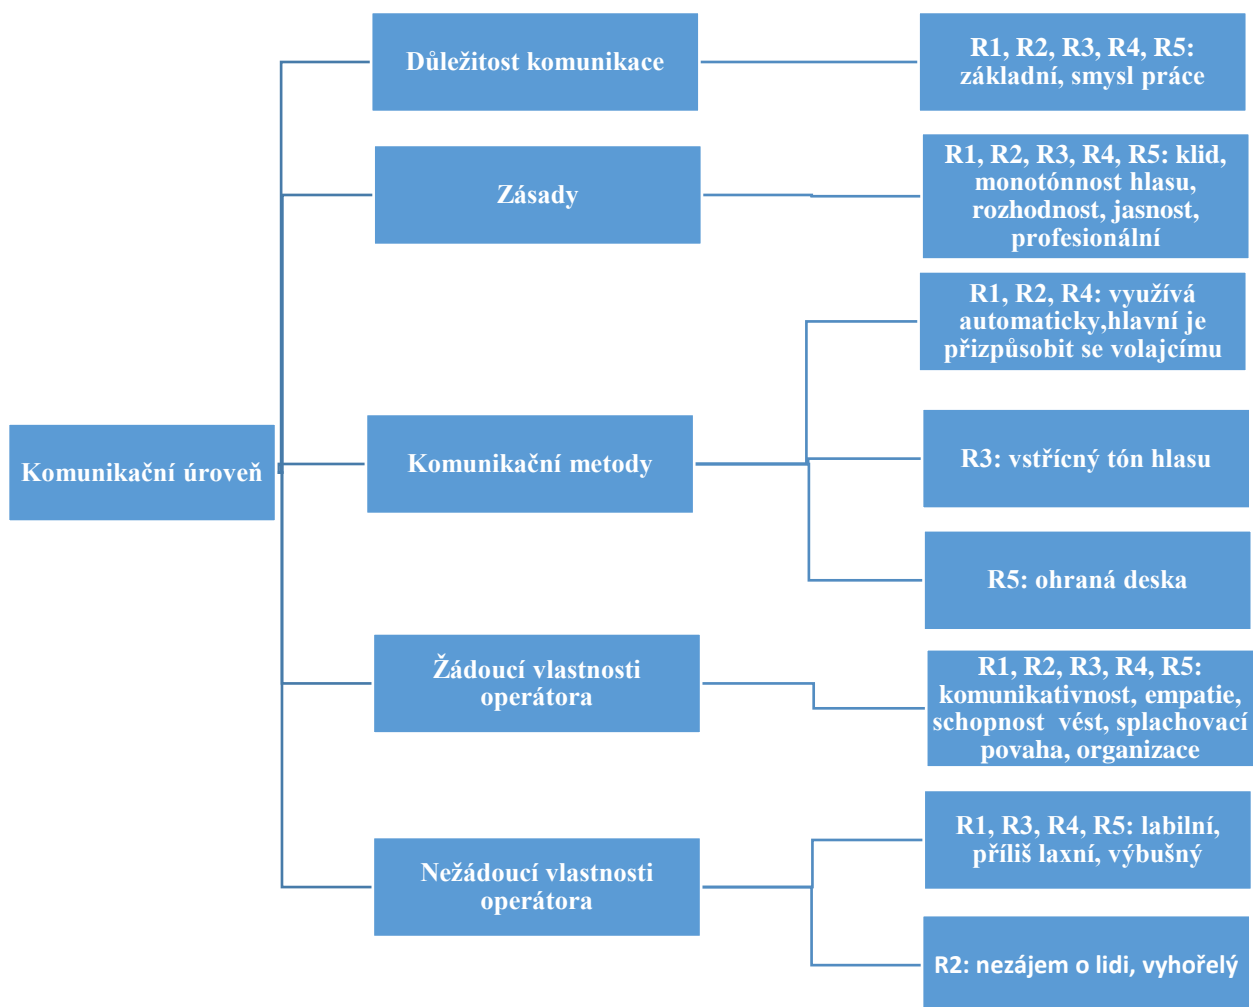 Důležitost komunikace
R1, R2, R3, R4, R5:
základní, smysl práce
Zásady
R1, R2, R3, R4, R5: klid,
monotónnost hlasu,
rozhodnost, jasnost,
profesionální
Komunikační úroveň
Komunikační metody
R1, R2, R4: využívá
automaticky,hlavní je
přizpůsobit se volajcímu
R3: vstřícný tón hlasu
R5: ohraná deska
Žádoucí vlastnosti
operátora
R1, R2, R3, R4, R5:
komunikativnost, empatie,
schopnost  vést, splachovací
povaha, organizace
Nežádoucí vlastnosti
operátora
R1, R3, R4, R5: labilní,
příliš laxní, výbušný
R2: nezájem o lidi, vyhořelý